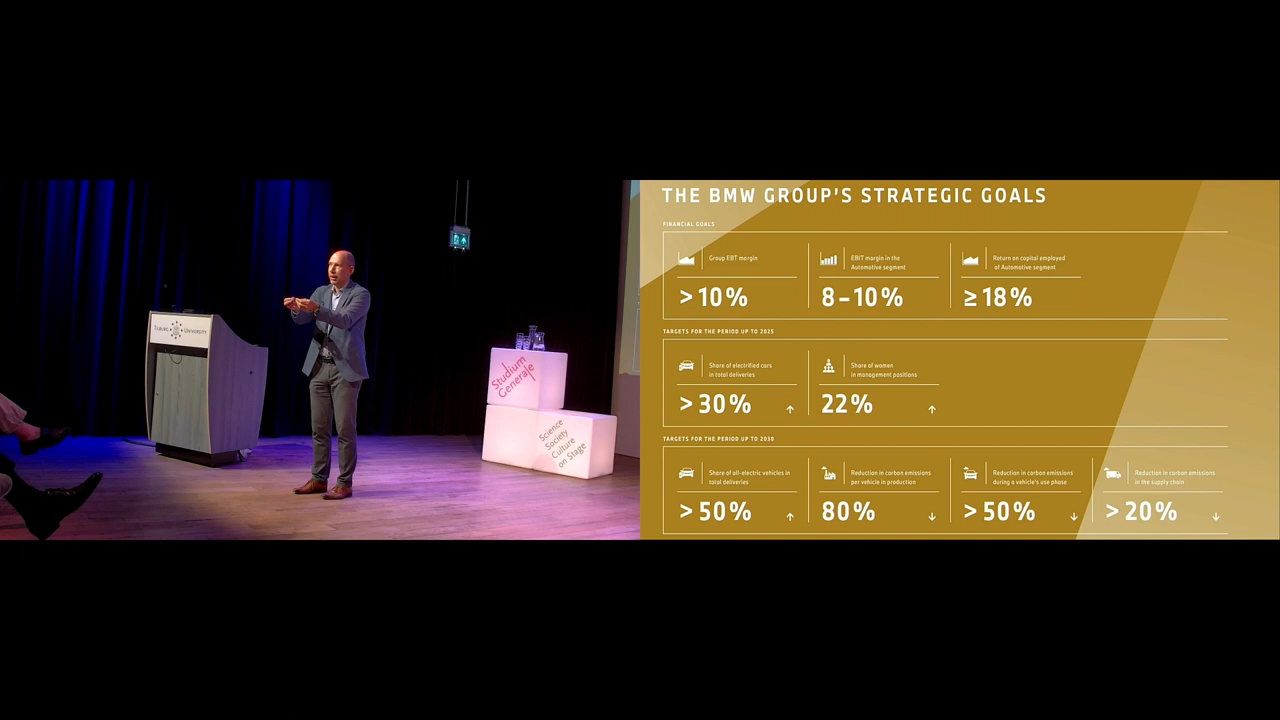 TILBURG UNIVERSITY
Studium
Generale
Science
Society
Culture
on Stage
THE BMW GROUP'S STRATEGIC GOALS
FINANCIAL GOALS
Group EBT margin
>10%
EBIT margin in the
Automotive segment
8–10%
Return on capital employed
of Automotive segment
≥18%
TARGETS FOR THE PERIOD UP TO 2025
Share of electrified cars
in total deliveries
>30%
Share of women
in management positions
22%
TARGETS FOR THE PERIOD UP TO 2030
Share of all-electric vehicles in
total deliveries
>50%
Reduction in carbon emissions
per vehicle in production
80%
Reduction in carbon emissions
during a vehicle's use phase
>50%
Reduction in carbon emissions
in the supply chain
>20%